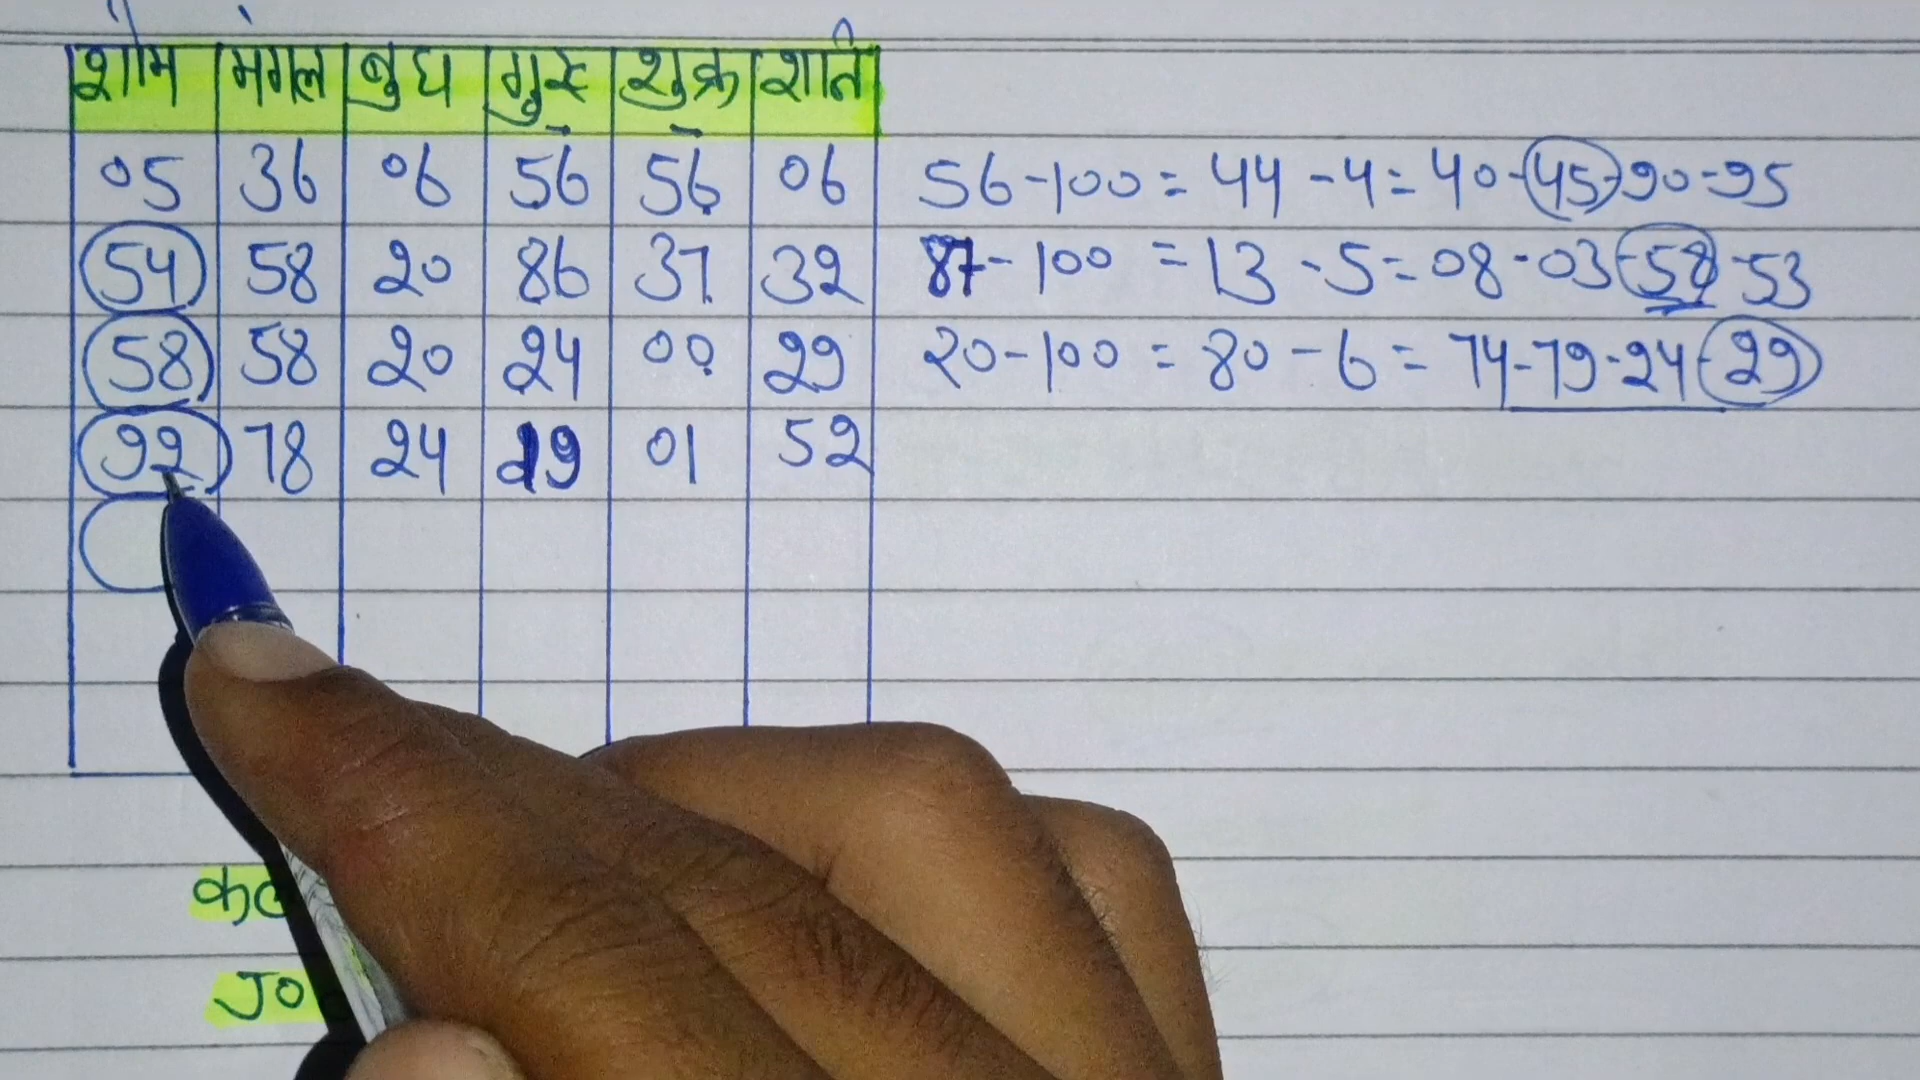 शोम मंगल बुध गुरु शुक्र शनि
05 36 06 56 56 06 56-100=44-4=40-45-90-95
54 58 20 86 37 32 87-100=13-5=08-03-58-53
58 58 20 24 00 29 20-100=80-6=74-79-24-29
92 78 24 19 01 52
JO